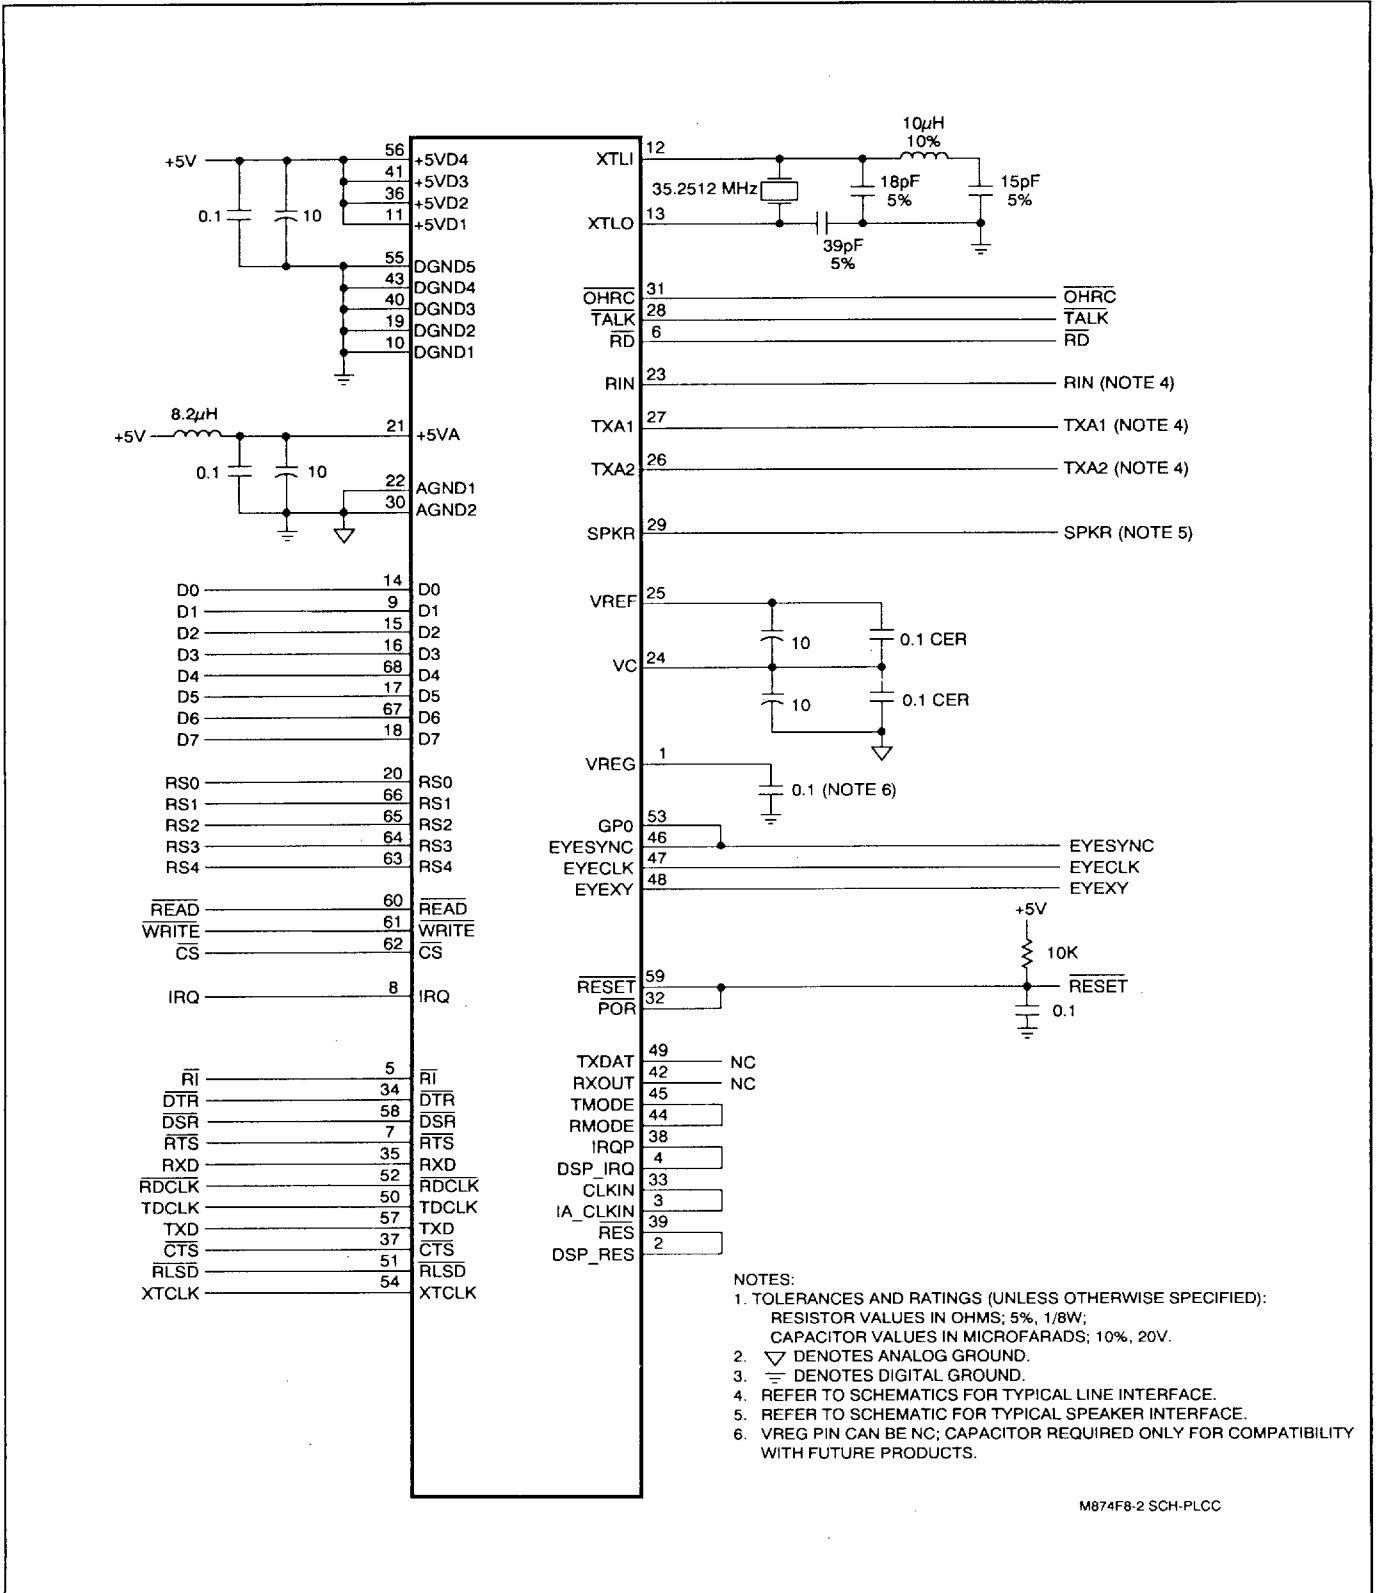 +5V
56 +5VD4
41 +5VD3
36 +5VD2
11 +5VD1
0.1 10
55 DGND5
43 DGND4
40 DGND3
19 DGND2
10 DGND1
8.2µH
+5V 21 +5VA
0.1 10
22 AGND1
30 AGND2
D0 14 D0
D1 9 D1
D2 15 D2
D3 16 D3
D4 68 D4
D5 17 D5
D6 67 D6
D7 18 D7
RS0 20 RS0
RS1 66 RS1
RS2 65 RS2
RS3 64 RS3
RS4 63 RS4
READ 60 READ
WRITE 61 WRITE
CS 62 CS
IRQ 8 IRQ
RI 5 RI
DTR 34 DTR
DSR 58 DSR
RTS 7 RTS
RXD 35 RXD
RDCLK 52 RDCLK
TDCLK 50 TDCLK
TXD 57 TXD
CTS 37 CTS
RLSD 51 RLSD
XTCLK 54 XTCLK
XTLI 12
10µH
10%
35.2512 MHz
18pF
5%
15pF
5%
XTLO 13
39pF
5%
OHRC 31 OHRC
TALK 28 TALK
RD 6 RD
RIN 23 RIN (NOTE 4)
TXA1 27 TXA1 (NOTE 4)
TXA2 26 TXA2 (NOTE 4)
SPKR 29 SPKR (NOTE 5)
VREF 25
10 0.1 CER
VC 24
10 0.1 CER
VREG 1
0.1 (NOTE 6)
GP0 53
EYESYNC 46 EYESYNC
EYECLK 47 EYECLK
EYEXY 48 EYEXY
+5V
10K
RESET 59 RESET
POR 32
0.1
TXDAT 49 NC
RXOUT 42 NC
TMODE 45
RMODE 44
IRQP 38
DSP_IRQ 4
CLKIN 33
IA_CLKIN 3
RES 39
DSP_RES 2
NOTES:
1. TOLERANCES AND RATINGS (UNLESS OTHERWISE SPECIFIED):
RESISTOR VALUES IN OHMS; 5%, 1/8W;
CAPACITOR VALUES IN MICROFARADS; 10%, 20V.
2. DENOTES ANALOG GROUND.
3. DENOTES DIGITAL GROUND.
4. REFER TO SCHEMATICS FOR TYPICAL LINE INTERFACE.
5. REFER TO SCHEMATIC FOR TYPICAL SPEAKER INTERFACE.
6. VREG PIN CAN BE NC; CAPACITOR REQUIRED ONLY FOR COMPATIBILITY
WITH FUTURE PRODUCTS.
M874F8-2 SCH-PLCC